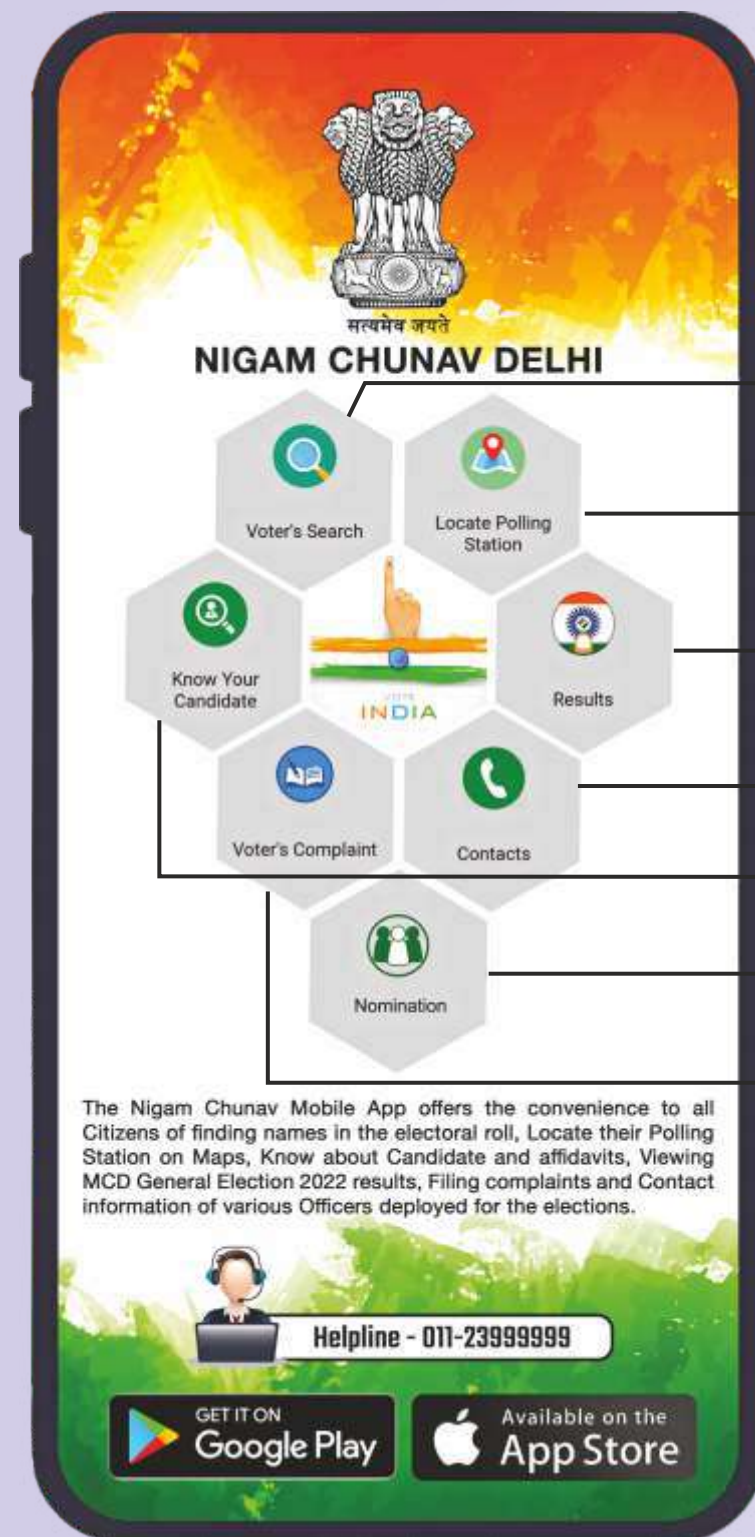 सत्यमेव जयते
NIGAM CHUNAV DELHI
Voter's Search
Locate Polling
Station
Know Your
Candidate
VOTE
INDIA
Results
Voter's Complaint
Contacts
Nomination
The Nigam Chunav Mobile App offers the convenience to all
Citizens of finding names in the electoral roll, Locate their Polling
Station on Maps, Know about Candidate and affidavits, Viewing
MCD General Election 2022 results, Filing complaints and Contact
information of various Officers deployed for the elections.
Helpline - 011-23999999
GET IT ON
Google Play
Available on the
App Store